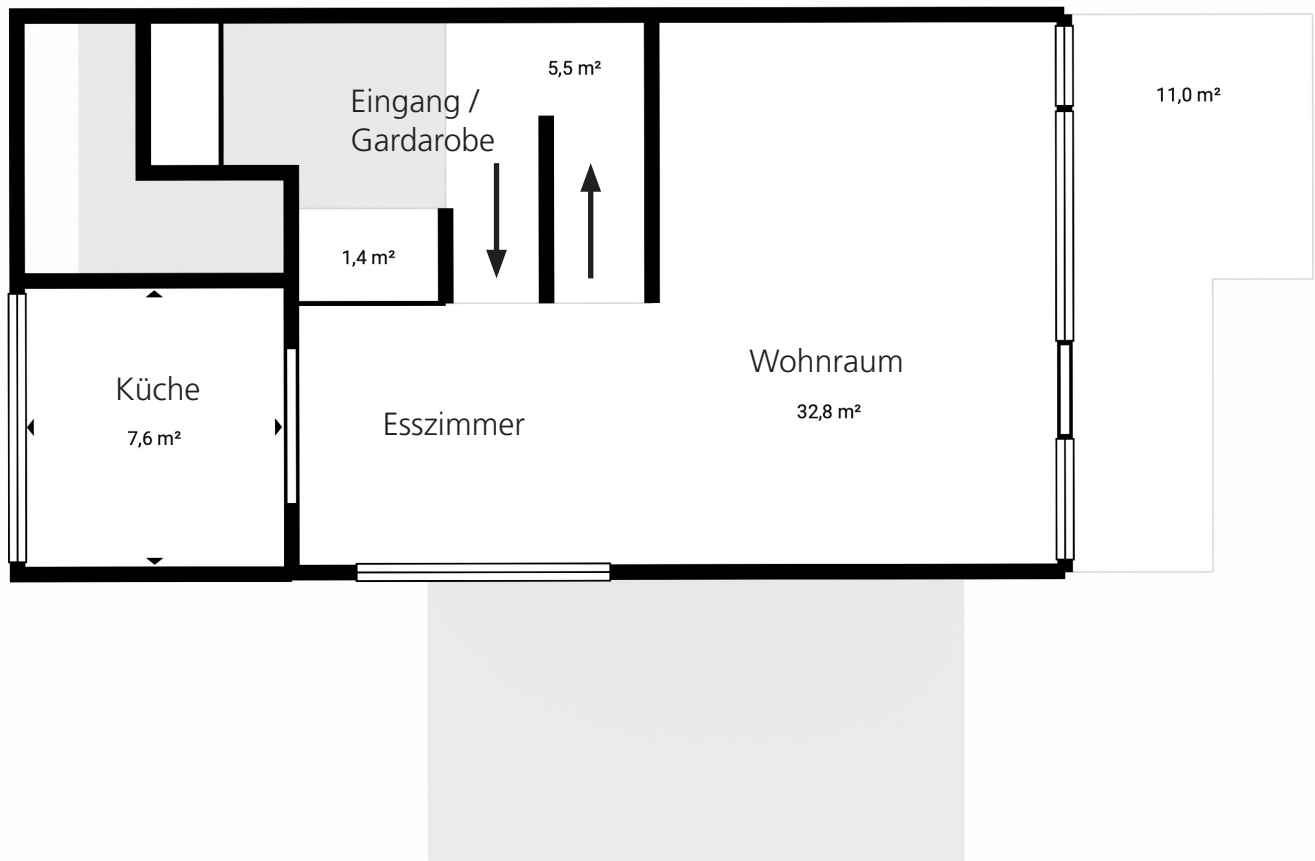 5,5 m²
11,0 m²
Eingang /
Gardarobe
1,4 m²
Küche
7,6 m²
Esszimmer
Wohnraum
32,8 m²